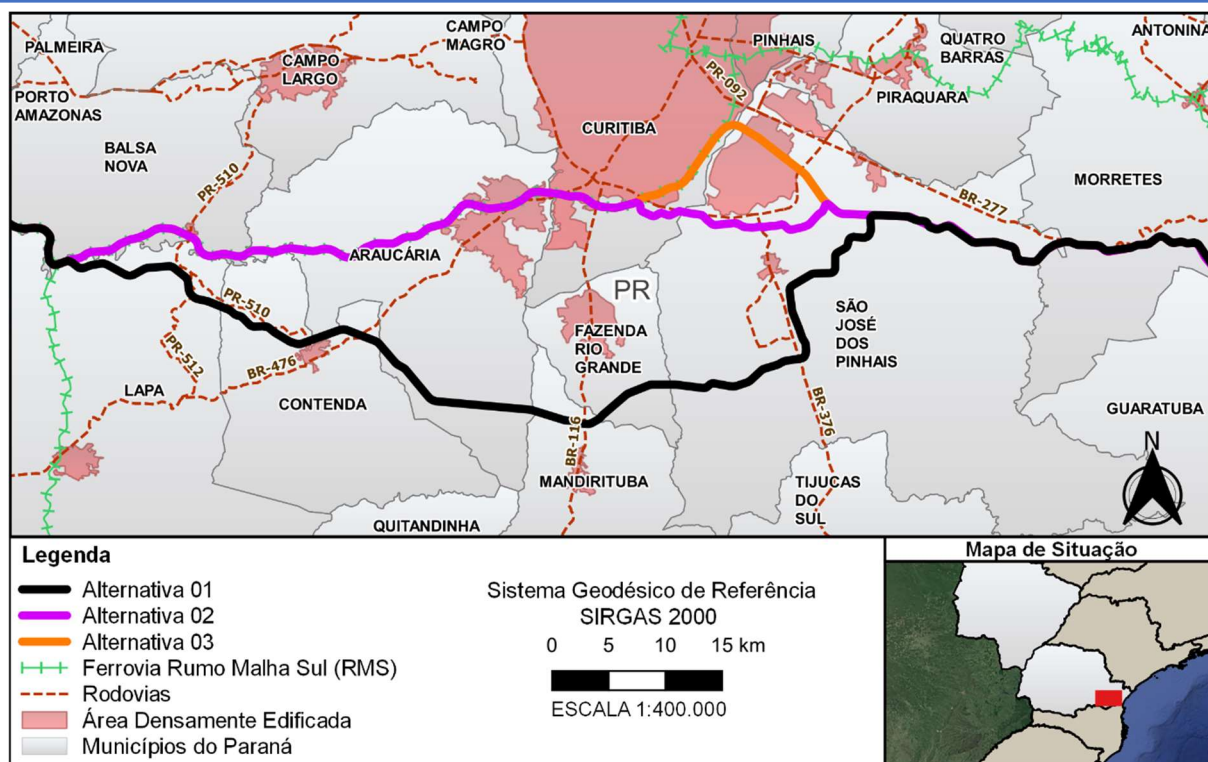 CAMPO
MAGRO
PALMEIRA
CAMPO
LARGO
PINHAIS
QUATRO
BARRAS
ANTONINA
PORTO
AMAZONAS
PR-092
PIRAQUARA
CURITIBA
BALSA
NOVA
PR-510
MORRETES
BR-277
ARAUCÁRIA
PR
PR-510
FAZENDA
RIO
GRANDE
SÃO
JOSÉ
DOS
PINHAIS
PR-512
BR-476
LAPA
CONTENDA
BR-376
GUARATUBA
BR-116
N
MANDIRITUBA
TIJUCAS
DO
SUL
QUITANDINHA
Legenda
Alternativa 01
Alternativa 02
Alternativa 03
Ferrovia Rumo Malha Sul (RMS)
Rodovias
Área Densamente Edificada
Municípios do Paraná
Sistema Geodésico de Referência
SIRGAS 2000
0 5 10 15 km
ESCALA 1:400.000
Mapa de Situação